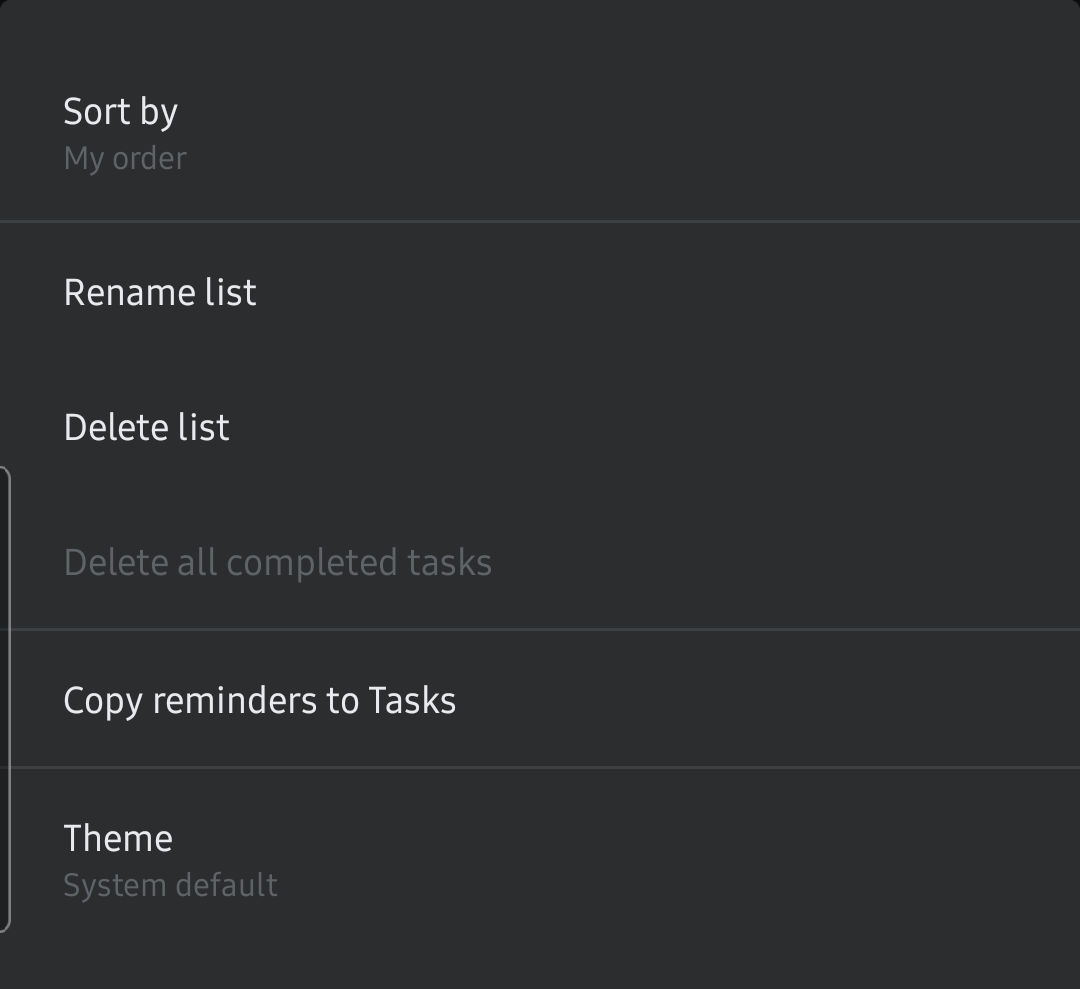 Sort by
My order
Rename list
Delete list
Delete all completed tasks
Copy reminders to Tasks
Theme
System default